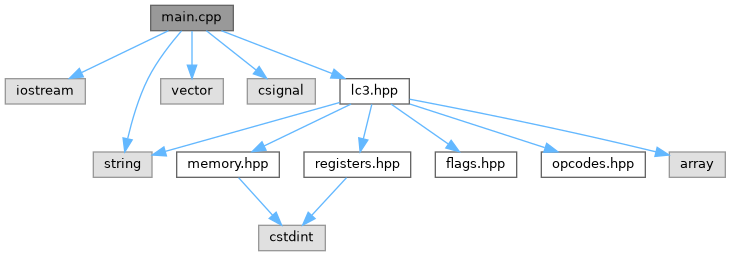 main.cpp
iostream
vector
csignal
lc3.hpp
string
memory.hpp
registers.hpp
flags.hpp
opcodes.hpp
array
cstdint